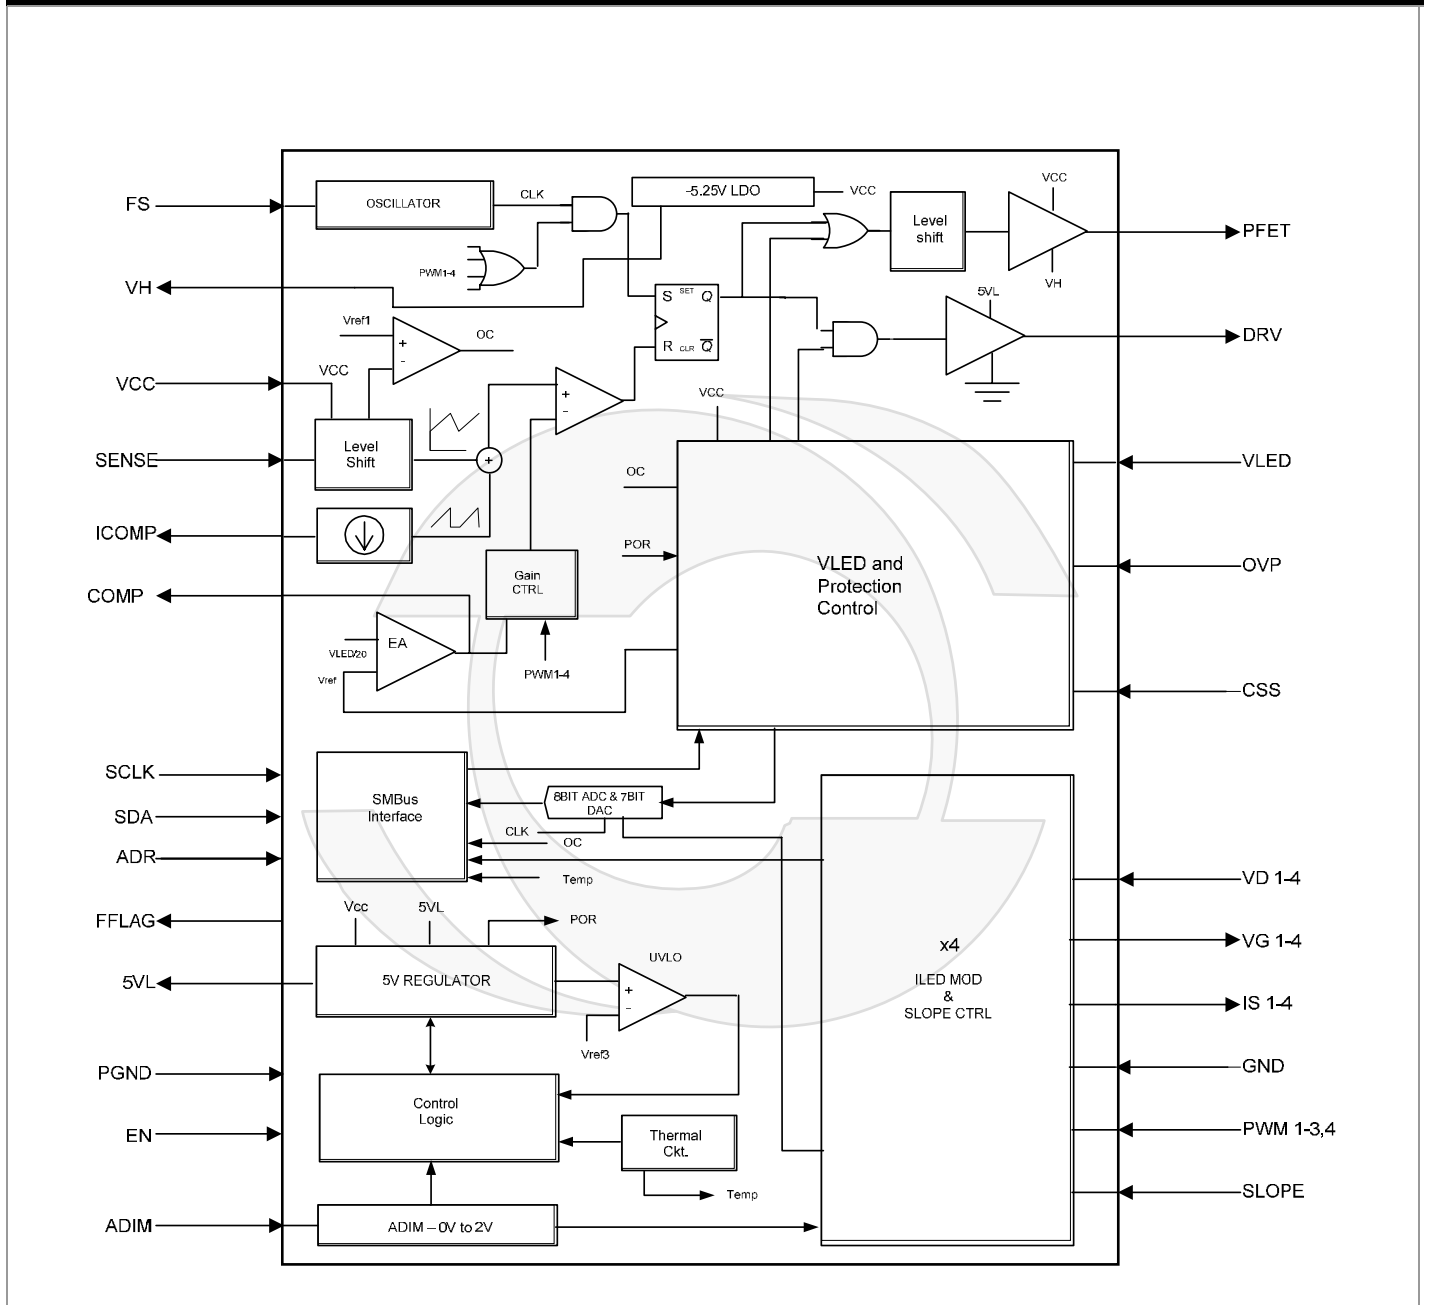 FS
OSCILLATOR
CLK
-5.25V LDO
VCC
VCC
Level
shift
PFET
PWM1-4
VH
VH
S SET Q
R CLR Q
5VL
DRV
Vref1
+
-
OC
VCC
VCC
+
-
VCC
SENSE
Level
Shift
+
OC
VLED
ICOMP
POR
VLED and
Protection
Control
OVP
Gain
CTRL
COMP
EA
VLED/20
Vref
PWM1-4
CSS
SCLK
SDA
ADR
SMBus
Interface
8BIT ADC & 7BIT
DAC
CLK
OC
Temp
VD 1-4
FFLAG
Vcc
5VL
POR
x4
ILED MOD
&
SLOPE CTRL
VG 1-4
5VL
5V REGULATOR
UVLO
+
-
Vref3
IS 1-4
PGND
GND
Control
Logic
EN
Thermal
Ckt.
PWM 1-3,4
Temp
SLOPE
ADIM
ADIM – 0V to 2V